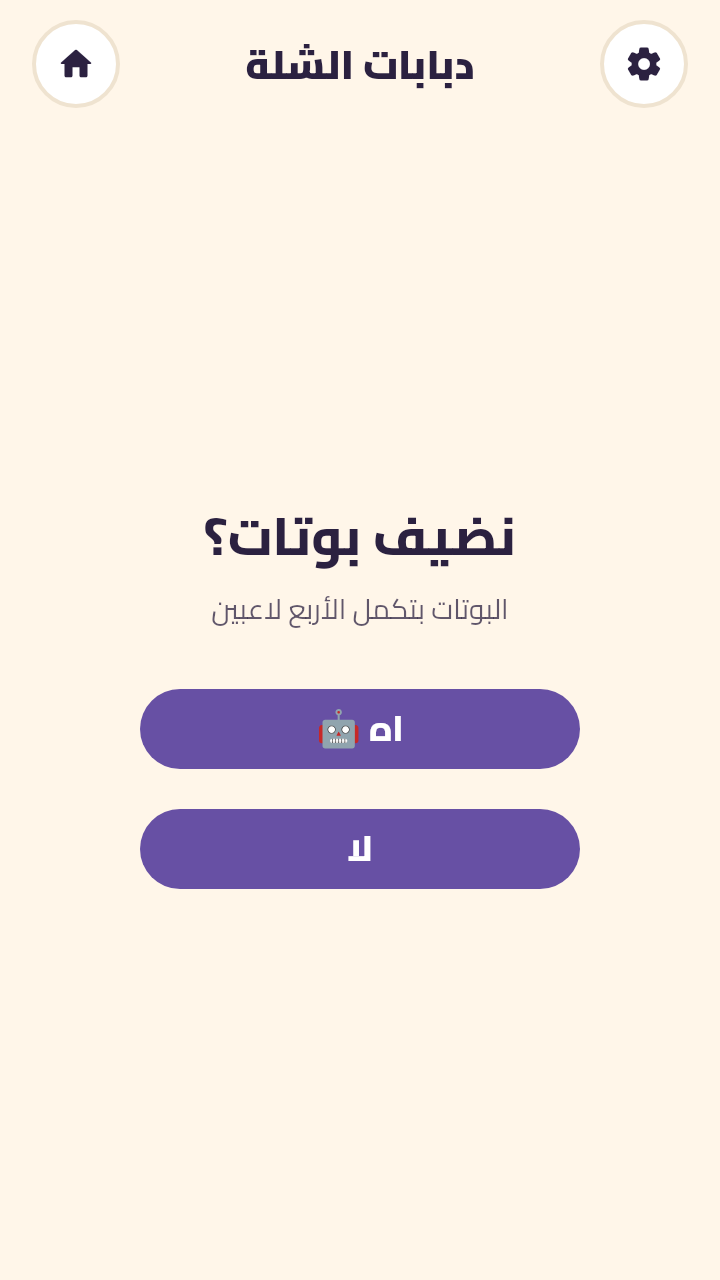 دبابات الشلة
نضيف بوتات؟
البوتات بتكمل الأربع لاعبين
اه 🤖
لا